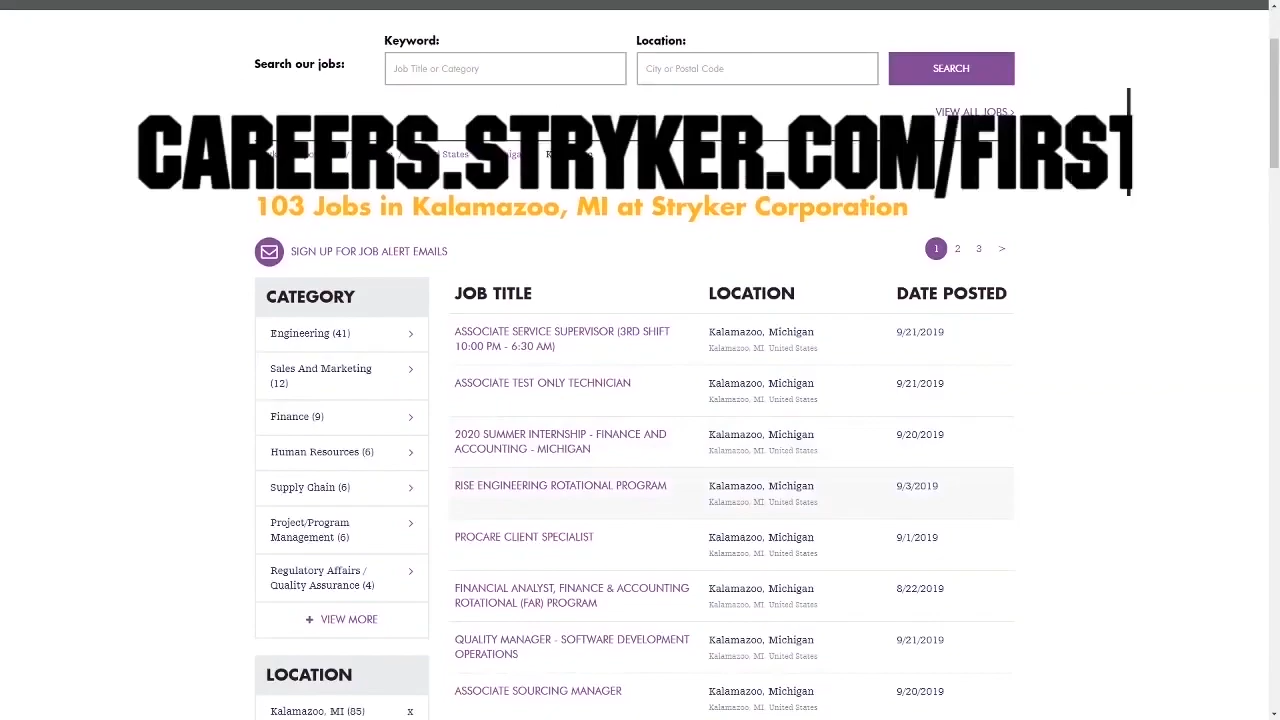 Keyword:
Location:
Search our jobs:
Job Title or Category
City or Postal Code
SEARCH
VIEW ALL JOBS >
CAREERS.STRYKER.COM/FIRST
103 Jobs in Kalamazoo, MI at Stryker Corporation
SIGN UP FOR JOB ALERT EMAILS
1 2 3 >
CATEGORY
Engineering (41)
Sales And Marketing
(12)
Finance (9)
Human Resources (6)
Supply Chain (6)
Project/Program
Management (6)
Regulatory Affairs /
Quality Assurance (4)
+ VIEW MORE
LOCATION
Kalamazoo, MI (85) x
JOB TITLE LOCATION DATE POSTED
ASSOCIATE SERVICE SUPERVISOR (3RD SHIFT
10:00 PM - 6:30 AM)
Kalamazoo, Michigan
Kalamazoo, MI, United States
9/21/2019
ASSOCIATE TEST ONLY TECHNICIAN
Kalamazoo, Michigan
Kalamazoo, MI, United States
9/21/2019
2020 SUMMER INTERNSHIP - FINANCE AND
ACCOUNTING - MICHIGAN
Kalamazoo, Michigan
Kalamazoo, MI, United States
9/20/2019
RISE ENGINEERING ROTATIONAL PROGRAM
Kalamazoo, Michigan
Kalamazoo, MI, United States
9/3/2019
PROCARE CLIENT SPECIALIST
Kalamazoo, Michigan
Kalamazoo, MI, United States
9/1/2019
FINANCIAL ANALYST, FINANCE & ACCOUNTING
ROTATIONAL (FAR) PROGRAM
Kalamazoo, Michigan
Kalamazoo, MI, United States
8/22/2019
QUALITY MANAGER - SOFTWARE DEVELOPMENT
OPERATIONS
Kalamazoo, Michigan
Kalamazoo, MI, United States
9/21/2019
ASSOCIATE SOURCING MANAGER
Kalamazoo, Michigan
Kalamazoo, MI, United States
9/20/2019